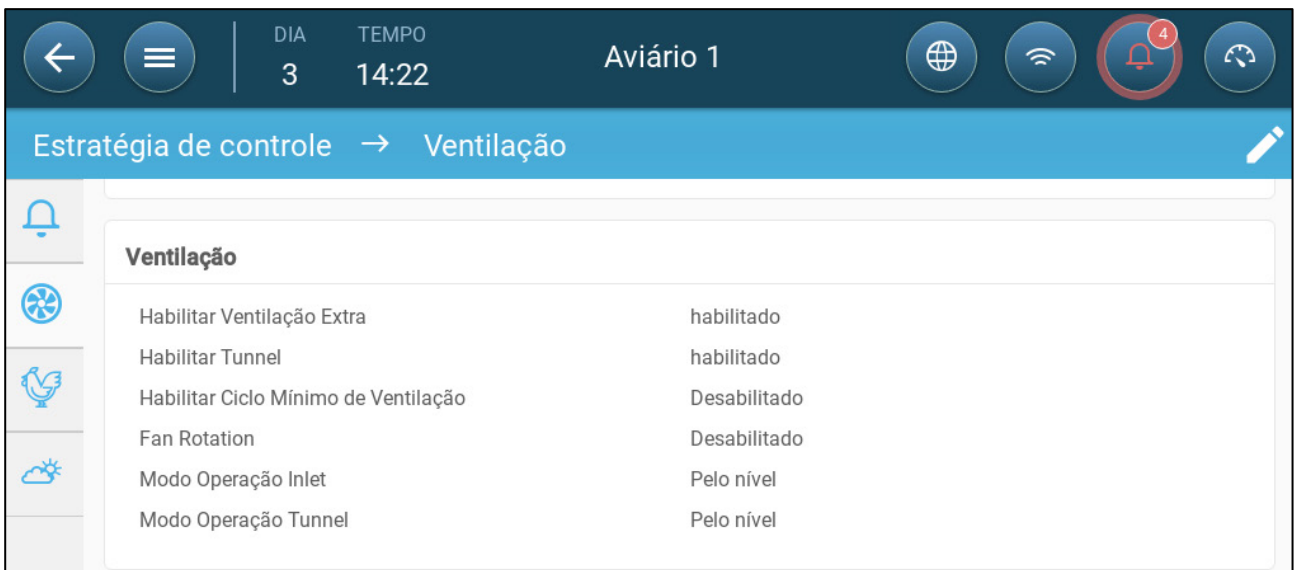 DIA TEMPO
3 14:22 Aviário 1 4
Estratégia de controle → Ventilação
Ventilação
Habilitar Ventilação Extra habilitado
Habilitar Tunnel habilitado
Habilitar Ciclo Mínimo de Ventilação Desabilitado
Fan Rotation Desabilitado
Modo Operação Inlet Pelo nível
Modo Operação Tunnel Pelo nível